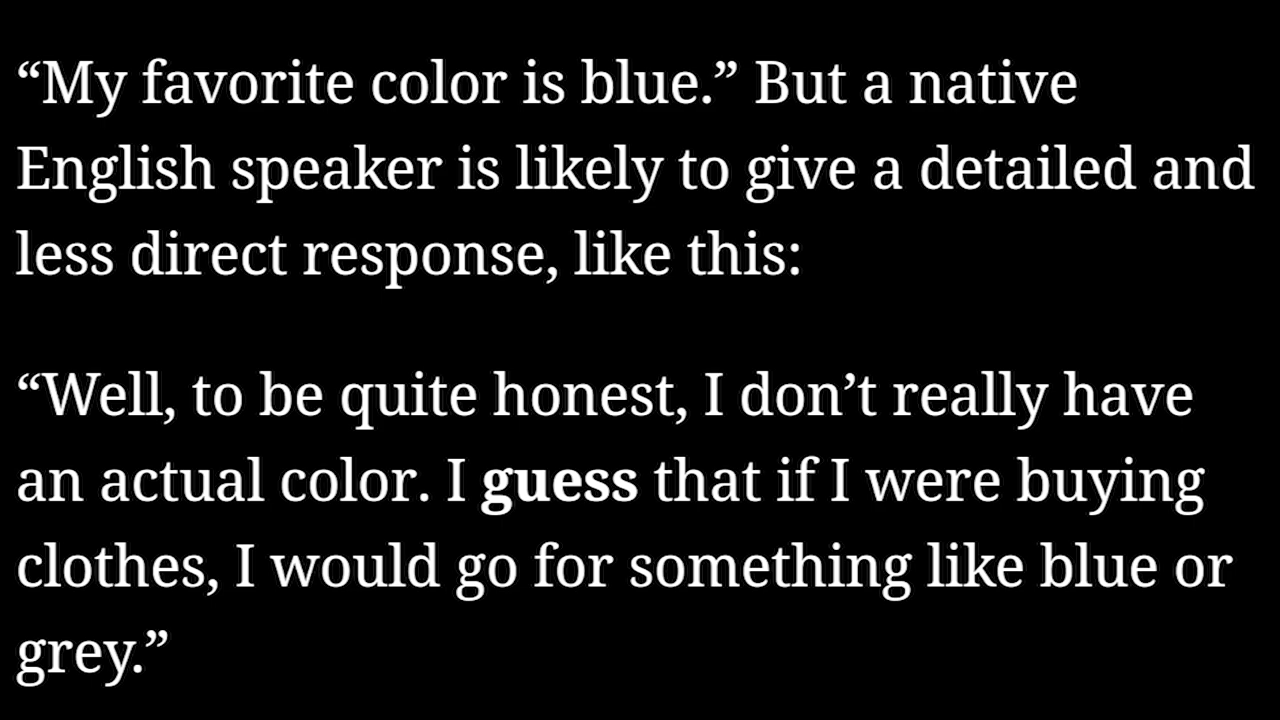 “My favorite color is blue.” But a native
English speaker is likely to give a detailed and
less direct response, like this:
“Well, to be quite honest, I don’t really have
an actual color. I guess that if I were buying
clothes, I would go for something like blue or
grey.”